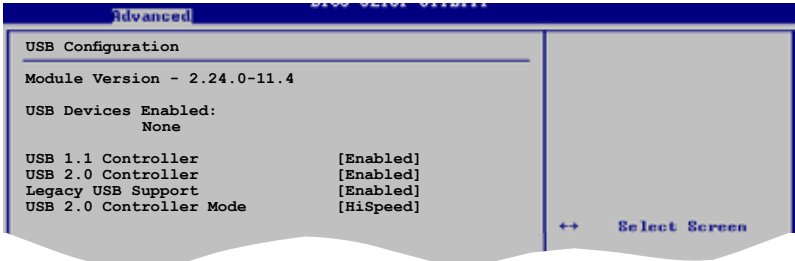 Advanced
USB Configuration
Module Version - 2.24.0-11.4
USB Devices Enabled:
None
USB 1.1 Controller [Enabled]
USB 2.0 Controller [Enabled]
Legacy USB Support [Enabled]
USB 2.0 Controller Mode [HiSpeed]
↔ Select Screen